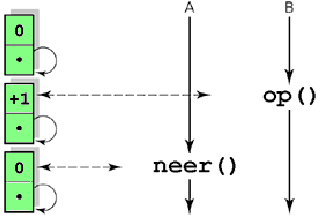 A B
0
+1
op()
0
neer()